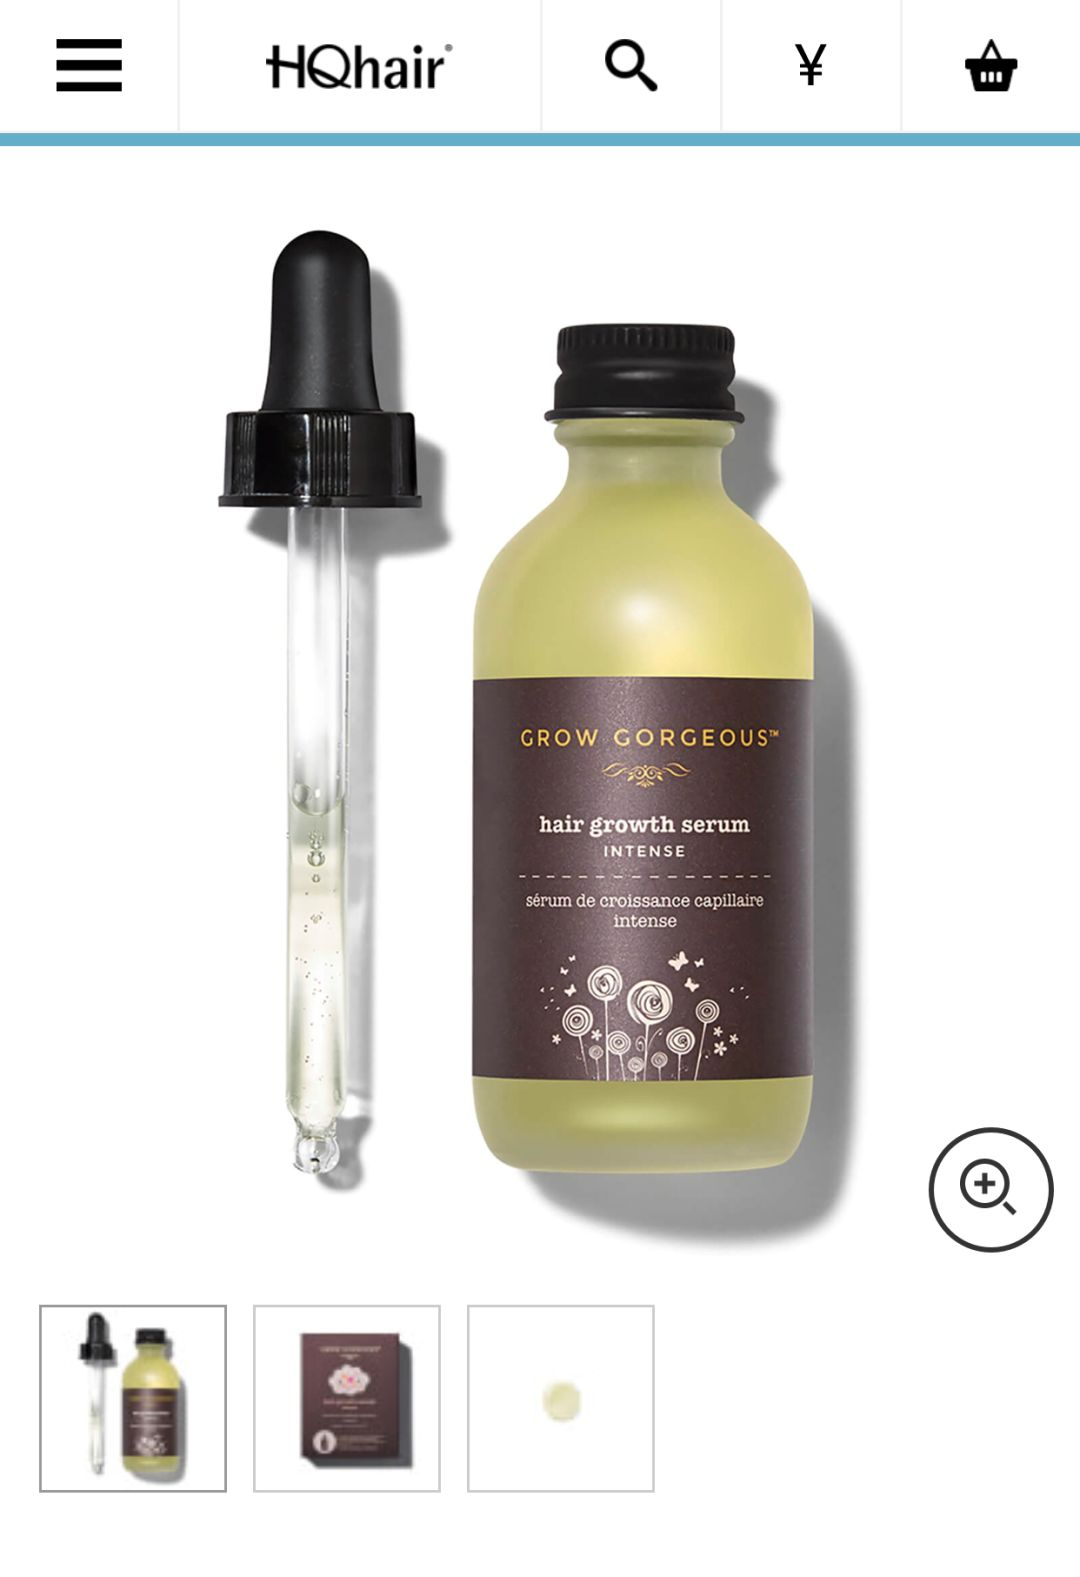 HQhair®
¥
GROW GORGEOUS™
hair growth serum
INTENSE
sérum de croissance capillaire
intense